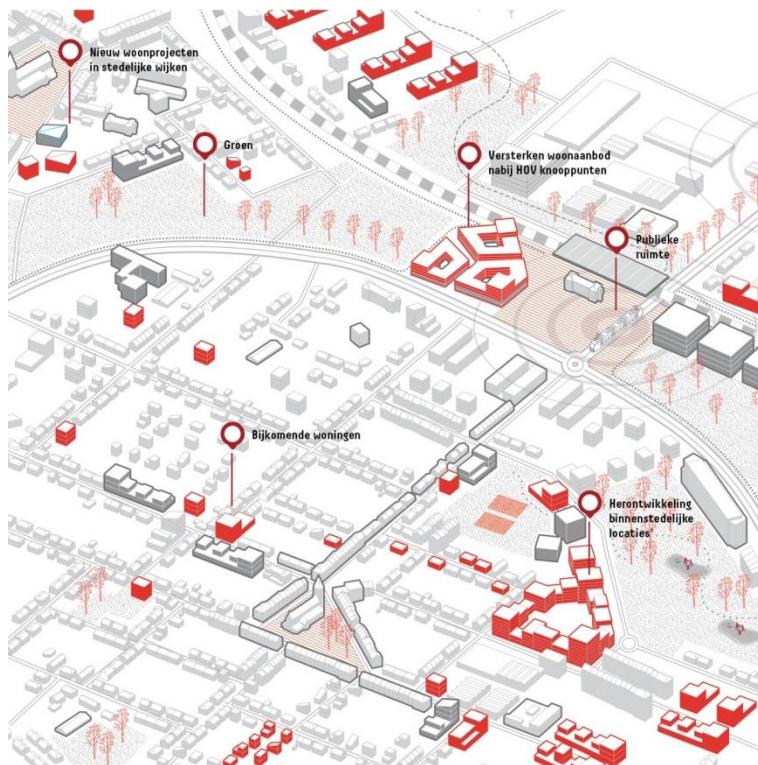 Nieuw woonprojecten
in stedelijke wijken
Groen
Versterken woonaanbod
nabij HOV knooppunten
Publieke
ruimte
Bijkomende woningen
Herontwikkeling
binnenstedelijke
locaties